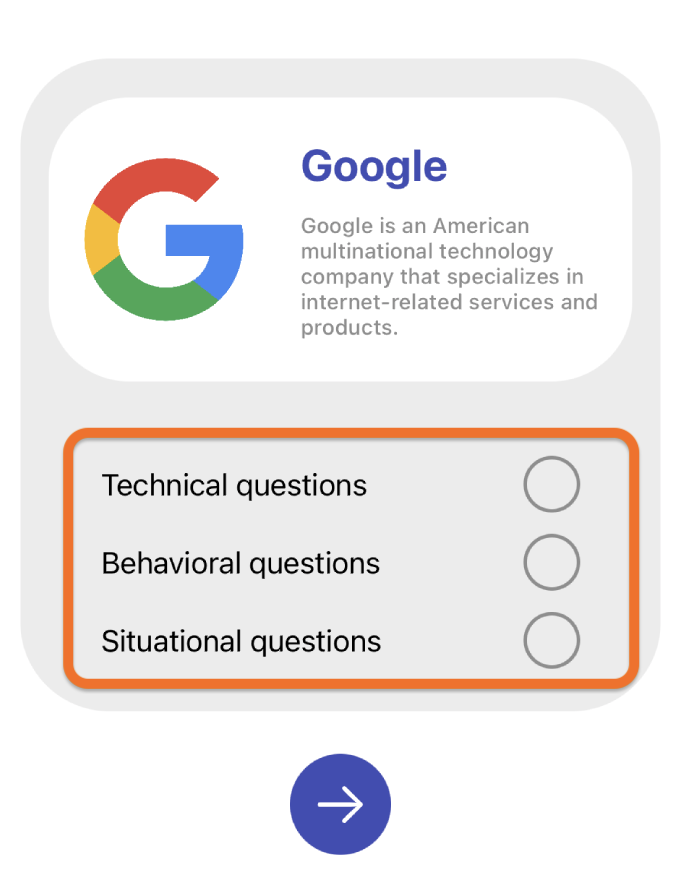 Google
Google is an American
multinational technology
company that specializes in
internet-related services and
products.
Technical questions
Behavioral questions
Situational questions